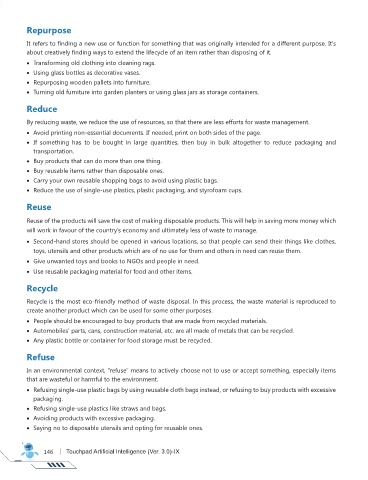 Repurpose
It refers to finding a new use or function for something that was originally intended for a different purpose. It's
about creatively finding ways to extend the lifecycle of an item rather than disposing of it.
• Transforming old clothing into cleaning rags.
• Using glass bottles as decorative vases.
• Repurposing wooden pallets into furniture.
• Turning old furniture into garden planters or using glass jars as storage containers.
Reduce
By reducing waste, we reduce the use of resources, so that there are less efforts for waste management.
• Avoid printing non-essential documents. If needed, print on both sides of the page.
• If something has to be bought in large quantities, then buy in bulk altogether to reduce packaging and
transportation.
• Buy products that can do more than one thing.
• Buy reusable items rather than disposable ones.
• Carry your own reusable shopping bags to avoid using plastic bags.
• Reduce the use of single-use plastics, plastic packaging, and styrofoam cups.
Reuse
Reuse of the products will save the cost of making disposable products. This will help in saving more money which
will work in favour of the country's economy and ultimately less of waste to manage.
• Second-hand stores should be opened in various locations, so that people can send their things like clothes,
toys, utensils and other products which are of no use for them and others in need can reuse them.
• Give unwanted toys and books to NGOs and people in need.
• Use reusable packaging material for food and other items.
Recycle
Recycle is the most eco-friendly method of waste disposal. In this process, the waste material is reproduced to
create another product which can be used for some other purposes.
• People should be encouraged to buy products that are made from recycled materials.
• Automobiles' parts, cans, construction material, etc. are all made of metals that can be recycled.
• Any plastic bottle or container for food storage must be recycled.
Refuse
In an environmental context, "refuse" means to actively choose not to use or accept something, especially items
that are wasteful or harmful to the environment.
• Refusing single-use plastic bags by using reusable cloth bags instead, or refusing to buy products with excessive
packaging.
• Refusing single-use plastics like straws and bags.
• Avoiding products with excessive packaging.
• Saying no to disposable utensils and opting for reusable ones.
146 | Touchpad Artificial Intelligence (Ver. 3.0)-IX